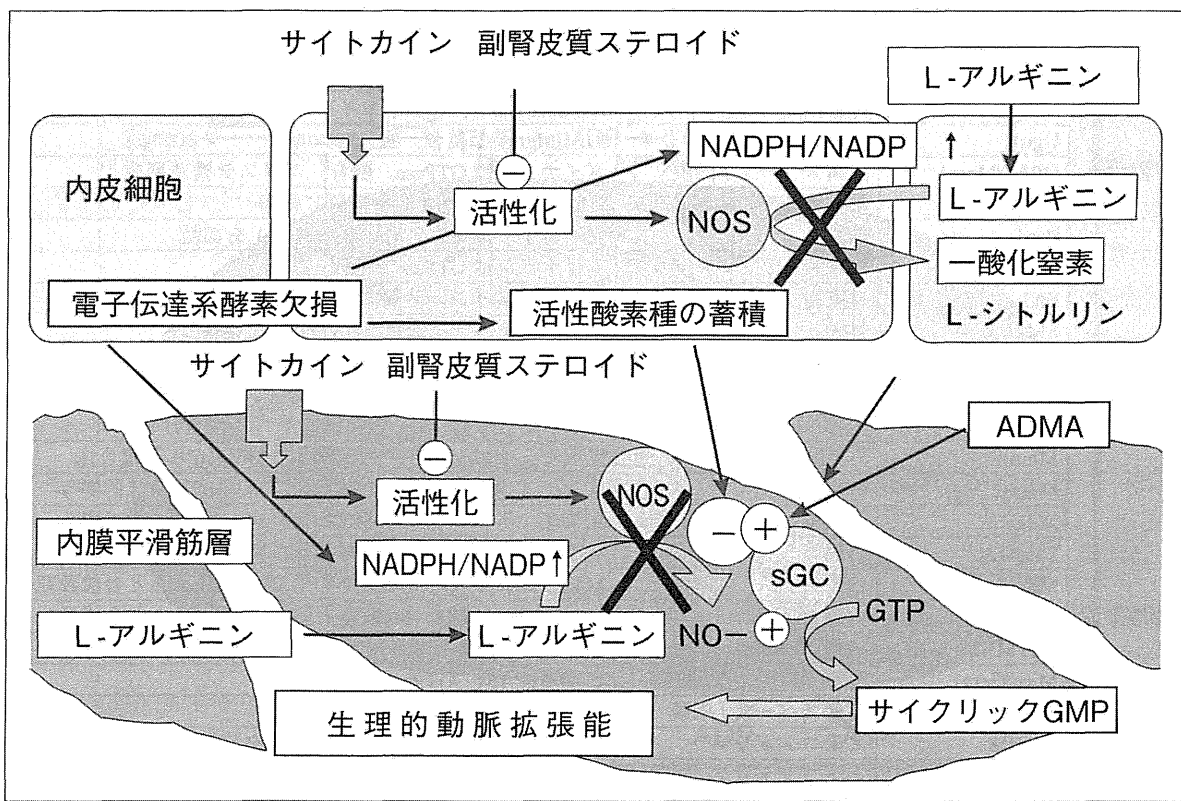 サイトカイン 副腎皮質ステロイド
L-アルギニン
NADPH/NADP ↑
内皮細胞
−
活性化
NOS
L-アルギニン
一酸化窒素
L-シトルリン
電子伝達系酵素欠損
活性酸素種の蓄積
サイトカイン 副腎皮質ステロイド
ADMA
−
活性化
NOS
内膜平滑筋層
− +
NADPH/NADP↑
sGC
GTP
L-アルギニン
L-アルギニン
NO− +
生理的動脈拡張能
サイクリックGMP